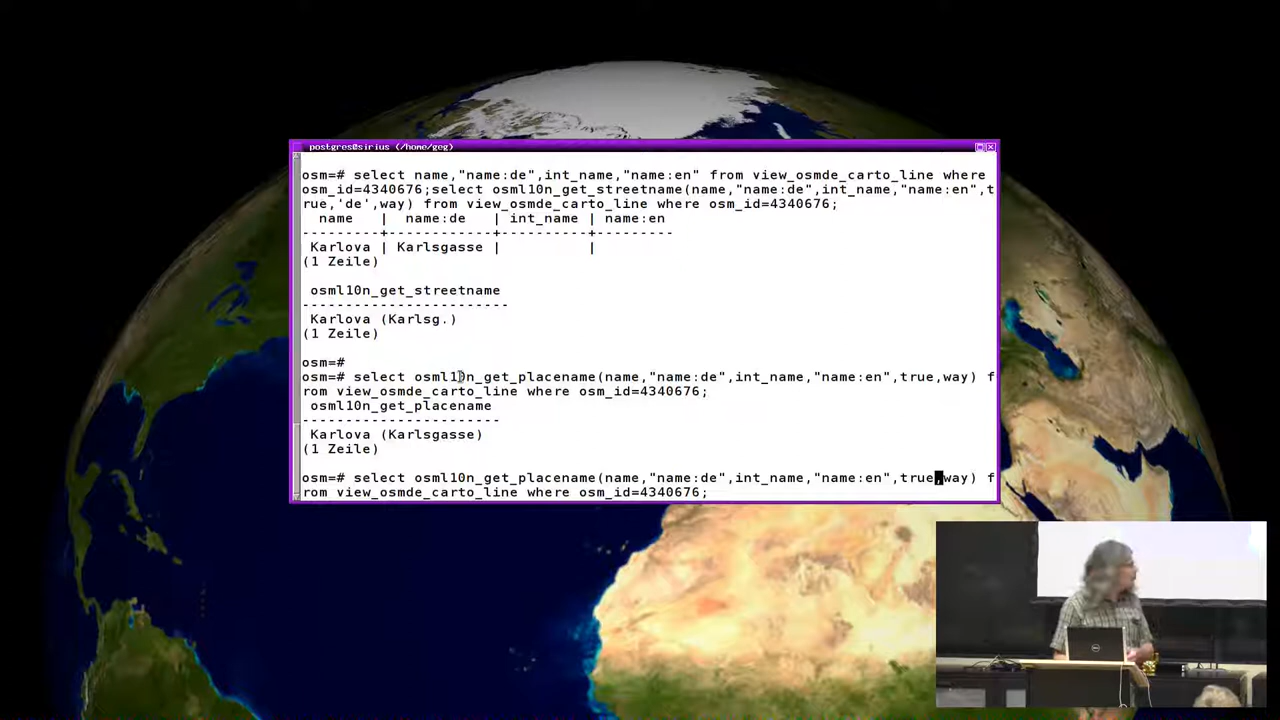 postgres@sirius (/home/geg)
osm=# select name,"name:de",int_name,"name:en" from view_osmde_carto_line where
osm_id=4340676;select osml10n_get_streetname(name,"name:de",int_name,"name:en",t
rue,'de',way) from view_osmde_carto_line where osm_id=4340676;
  name   |  name:de   | int_name | name:en
---------+------------+----------+---------
 Karlova | Karlsgasse |          |
(1 Zeile)
 osml10n_get_streetname
------------------------
 Karlova (Karlsg.)
(1 Zeile)
osm=#
osm=# select osml10n_get_placename(name,"name:de",int_name,"name:en",true,way) f
rom view_osmde_carto_line where osm_id=4340676;
 osml10n_get_placename
-----------------------
 Karlova (Karlsgasse)
(1 Zeile)
osm=# select osml10n_get_placename(name,"name:de",int_name,"name:en",true,way) f
rom view_osmde_carto_line where osm_id=4340676;